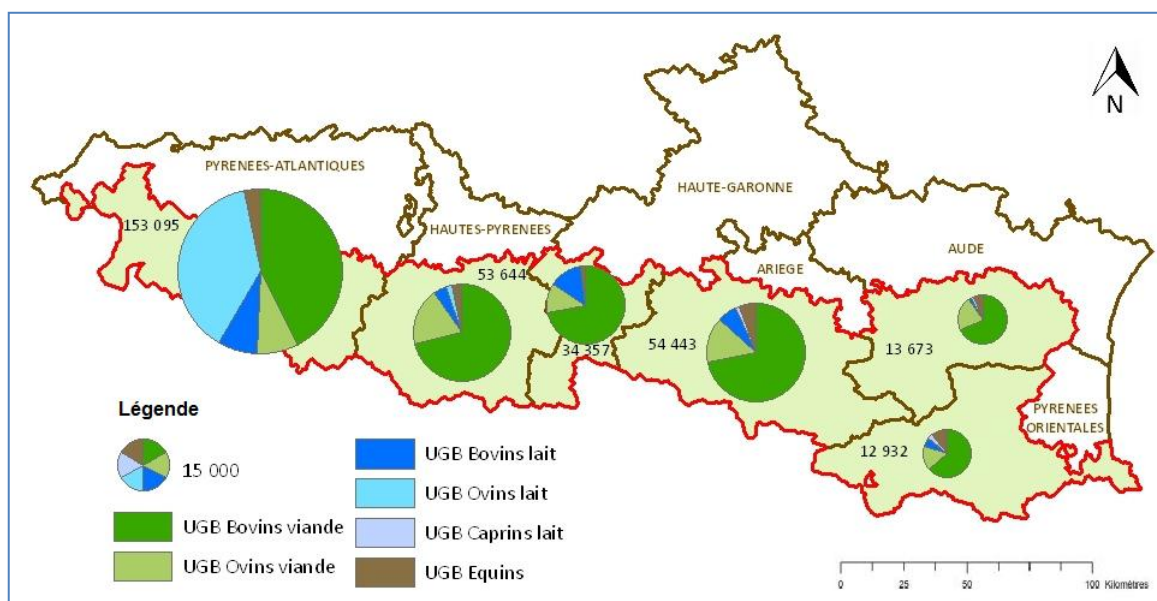 N
PYRENEES-ATLANTIQUES
HAUTE-GARONNE
153 095
HAUTES-PYRENEES
AUDE
53 644
ARIEGE
34 357
54 443
13 673
PYRENEES
ORIENTALES
12 932
Légende
15 000
UGB Bovins viande
UGB Ovins viande
UGB Bovins lait
UGB Ovins lait
UGB Caprins lait
UGB Equins
0 25 50 100 Kilomètres